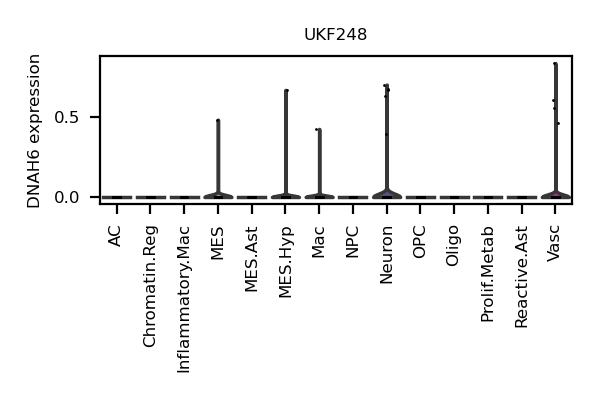 UKF248
DNAH6 expression
0.5
0.0
AC
Chromatin.Reg
Inflammatory.Mac
MES
MES.Ast
MES.Hyp
Mac
NPC
Neuron
OPC
Oligo
Prolif.Metab
Reactive.Ast
Vasc